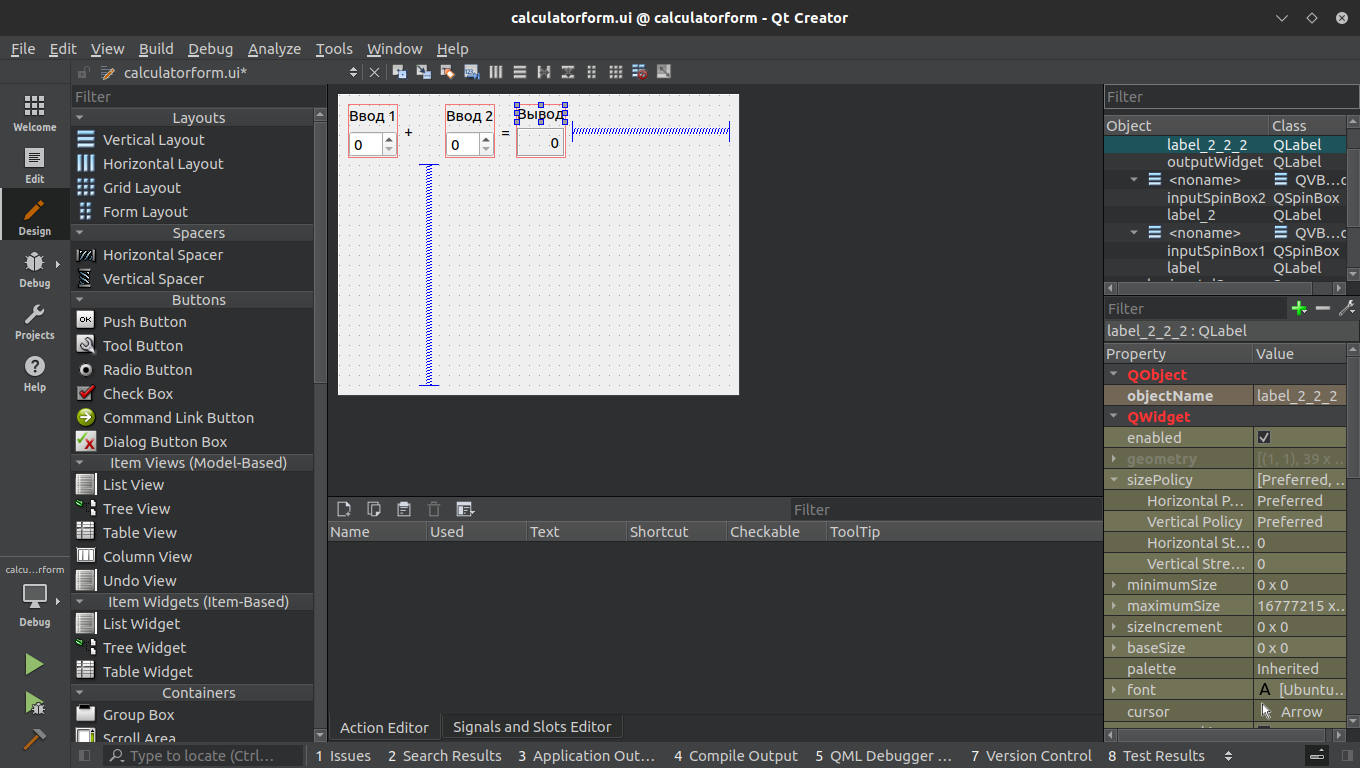 calculatorform.ui @ calculatorform - Qt Creator
File Edit View Build Debug Analyze Tools Window Help
calculatorform.ui*
Welcome
Edit
Design
Debug
Projects
Help
calcu...rform
Debug
Filter
Layouts
Vertical Layout
Horizontal Layout
Grid Layout
Form Layout
Spacers
Horizontal Spacer
Vertical Spacer
Buttons
OK Push Button
Tool Button
Radio Button
Check Box
Command Link Button
Dialog Button Box
Item Views (Model-Based)
List View
Tree View
Table View
Column View
Undo View
Item Widgets (Item-Based)
List Widget
Tree Widget
Table Widget
Containers
Group Box
Scroll Area
Ввод 1 Ввод 2 Вывод
0 + 0 = 0
Filter
Name Used Text Shortcut Checkable ToolTip
Action Editor Signals and Slots Editor
Filter
Object Class
label_2_2_2 QLabel
outputWidget QLabel
<noname> QVB...c
inputSpinBox2 QSpinBox
label_2 QLabel
<noname> QVB...c
inputSpinBox1 QSpinBox
label QLabel
Filter
label_2_2_2 : QLabel
Property Value
QObject
objectName label_2_2_2
QWidget
enabled
geometry [(1, 1), 39 x ...
sizePolicy [Preferred, ...
Horizontal P... Preferred
Vertical Policy Preferred
Horizontal St... 0
Vertical Stre... 0
minimumSize 0 x 0
maximumSize 16777215 x...
sizeIncrement 0 x 0
baseSize 0 x 0
palette Inherited
font A [Ubuntu...
cursor Arrow
Type to locate (Ctrl... 1 Issues 2 Search Results 3 Application Out... 4 Compile Output 5 QML Debugger ... 7 Version Control 8 Test Results